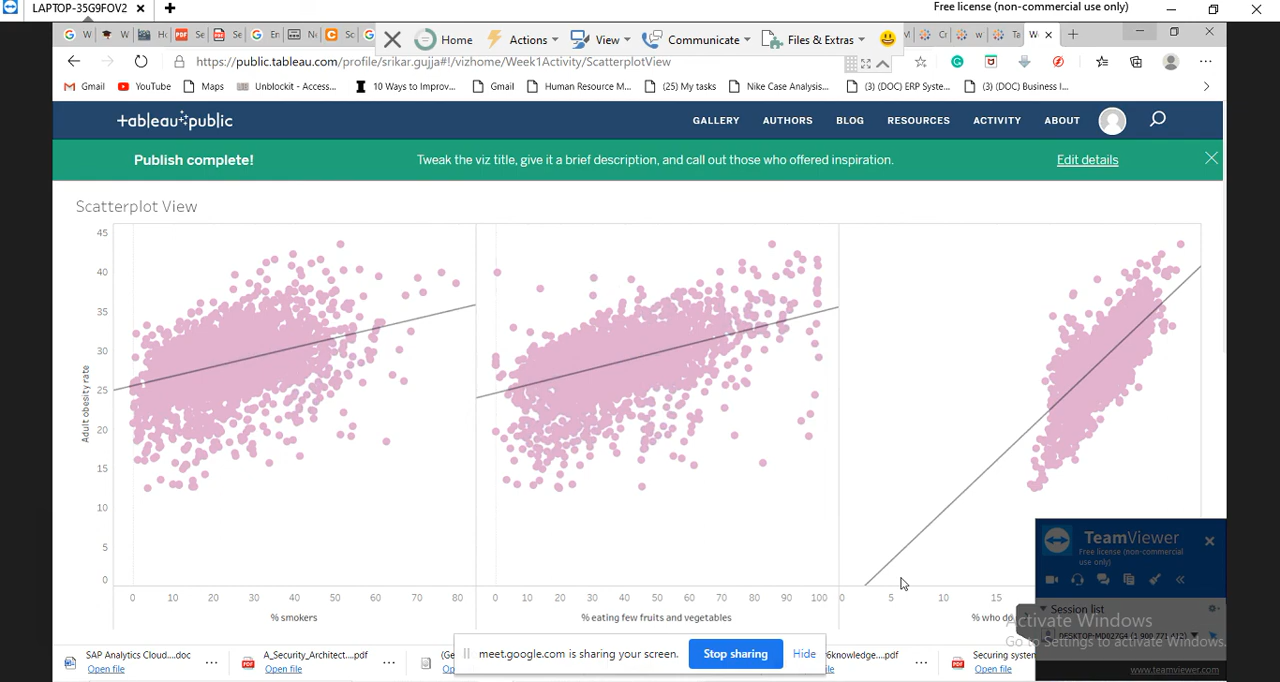 LAPTOP-35G9FOV2
Free license (non-commercial use only)
Home Actions View Communicate Files & Extras
https://public.tableau.com/profile/srikar.gujja#!/vizhome/Week1Activity/ScatterplotView
Gmail YouTube Maps Unblockit - Access... 10 Ways to Improv... Gmail Human Resource M... (25) My tasks Nike Case Analysis... (3) (DOC) ERP Syste... (3) (DOC) Business I...
+ableau+public GALLERY AUTHORS BLOG RESOURCES ACTIVITY ABOUT
Publish complete! Tweak the viz title, give it a brief description, and call out those who offered inspiration. Edit details
Scatterplot View
45
40
35
30
25
20
15
10
5
0
Adult obesity rate
0 10 20 30 40 50 60 70 80 0 10 20 30 40 50 60 70 80 90 100 0 5 10 15
% smokers % eating few fruits and vegetables % who do
TeamViewer
Free license (non-commercial
use only)
Session list
Activate Windows
Go to Settings to activate Windows.
www.teamviewer.com
meet.google.com is sharing your screen. Stop sharing Hide
SAP Analytics Cloud....doc A_Security_Architect....pdf
Open file Open file
Securing system
Open file